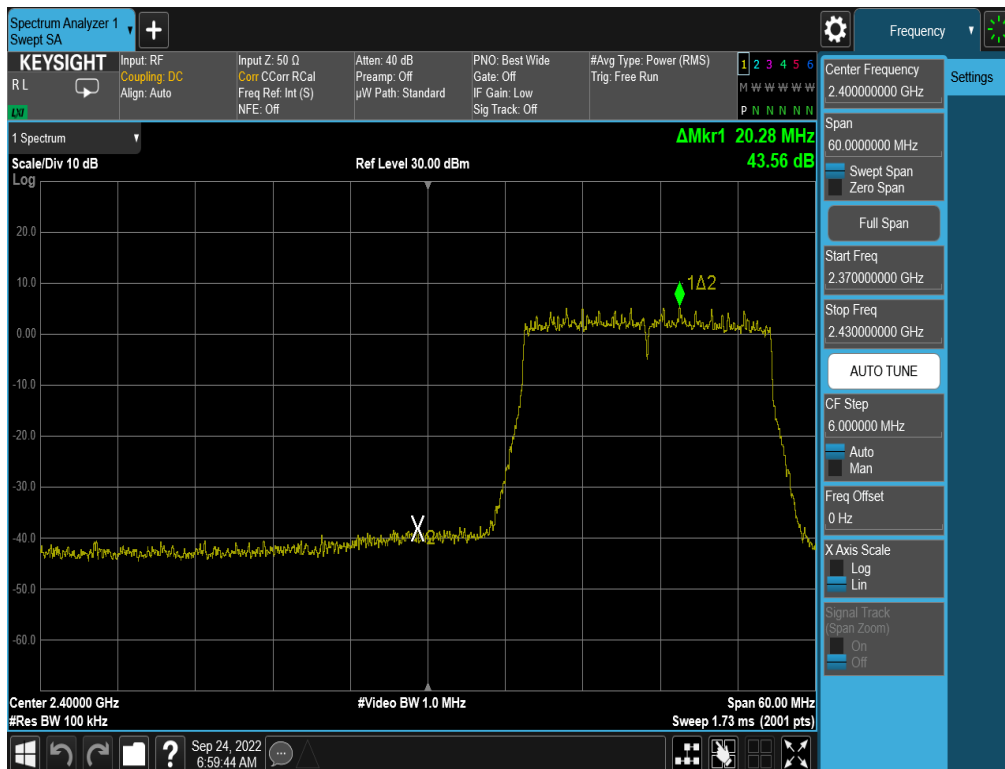 Spectrum Analyzer 1
Swept SA
Frequency
KEYSIGHT
R L
LXI
Input: RF
Coupling: DC
Align: Auto
Input Z: 50 Ω
Corr CCorr RCal
Freq Ref: Int (S)
NFE: Off
Atten: 40 dB
Preamp: Off
µW Path: Standard
PNO: Best Wide
Gate: Off
IF Gain: Low
Sig Track: Off
#Avg Type: Power (RMS)
Trig: Free Run
1 2 3 4 5 6
M W W W W W
P N N N N N
Center Frequency
2.400000000 GHz
Settings
Span
60.0000000 MHz
Swept Span
Zero Span
Full Span
Start Freq
2.370000000 GHz
Stop Freq
2.430000000 GHz
AUTO TUNE
CF Step
6.000000 MHz
Auto
Man
Freq Offset
0 Hz
X Axis Scale
Log
Lin
Signal Track
(Span Zoom)
On
Off
1 Spectrum
ΔMkr1 20.28 MHz
43.56 dB
Scale/Div 10 dB
Ref Level 30.00 dBm
Log
20.0
10.0
0.00
-10.0
-20.0
-30.0
-40.0
-50.0
-60.0
1Δ2
X2
Center 2.40000 GHz
#Video BW 1.0 MHz
Span 60.00 MHz
#Res BW 100 kHz
Sweep 1.73 ms (2001 pts)
?
Sep 24, 2022
6:59:44 AM